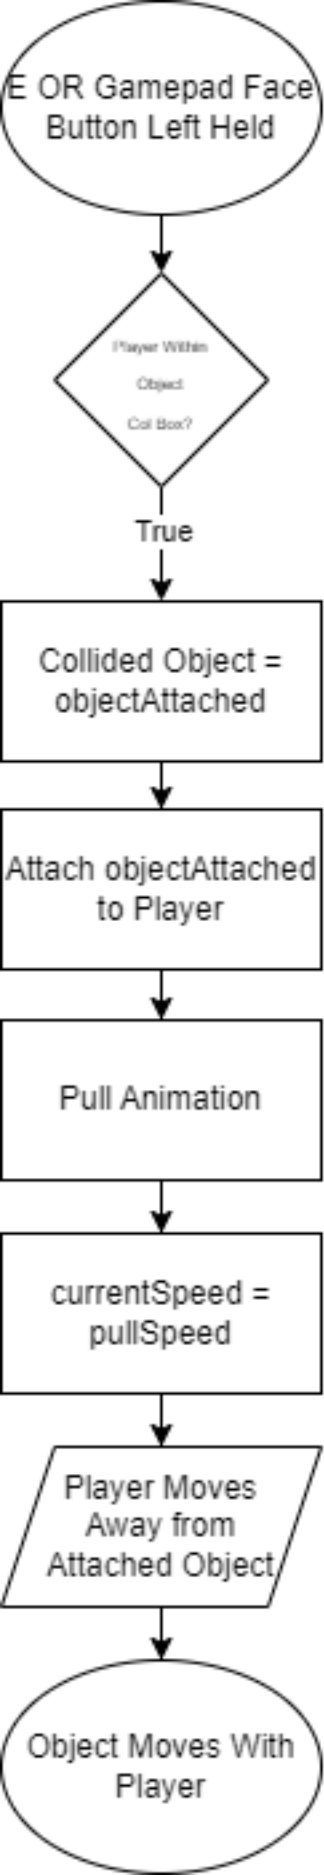 E OR Gamepad Face
Button Left Held
Player Within
Object
Col Box?
True
Collided Object =
objectAttached
Attach objectAttached
to Player
Pull Animation
currentSpeed =
pullSpeed
Player Moves
Away from
Attached Object
Object Moves With
Player